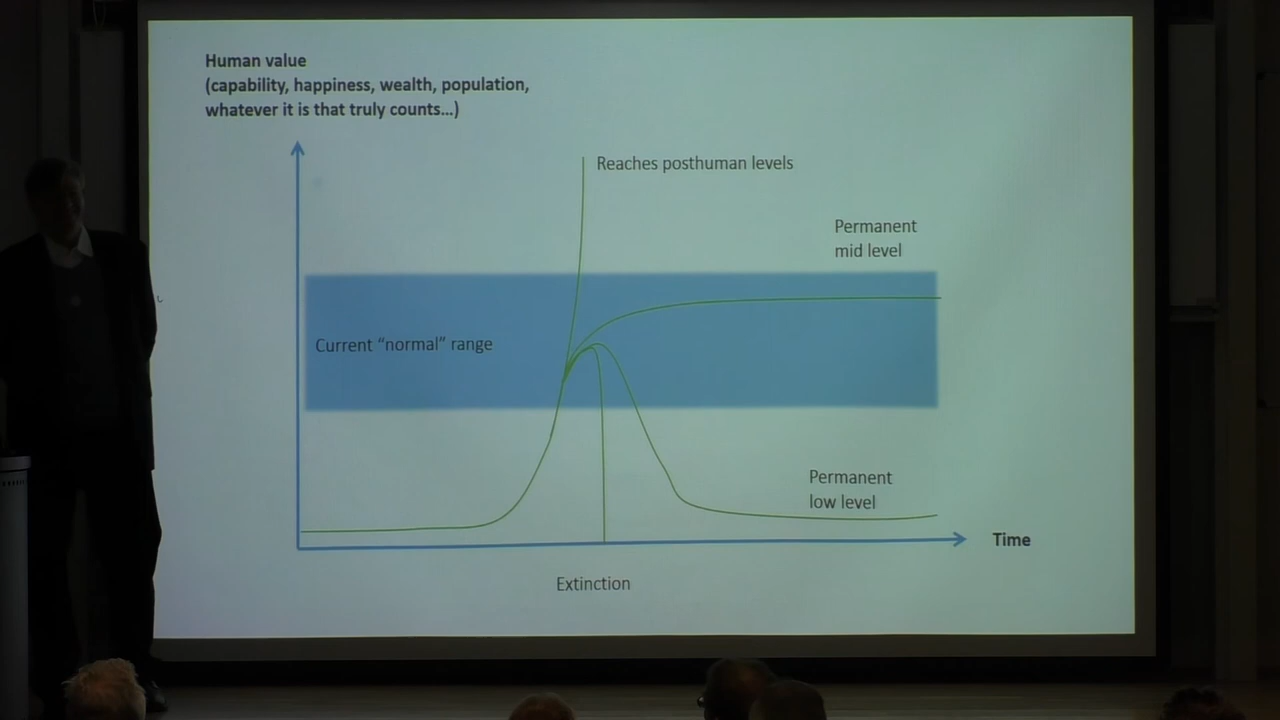 Human value
(capability, happiness, wealth, population,
whatever it is that truly counts...)
Reaches posthuman levels
Permanent
mid level
Current “normal” range
Permanent
low level
Time
Extinction